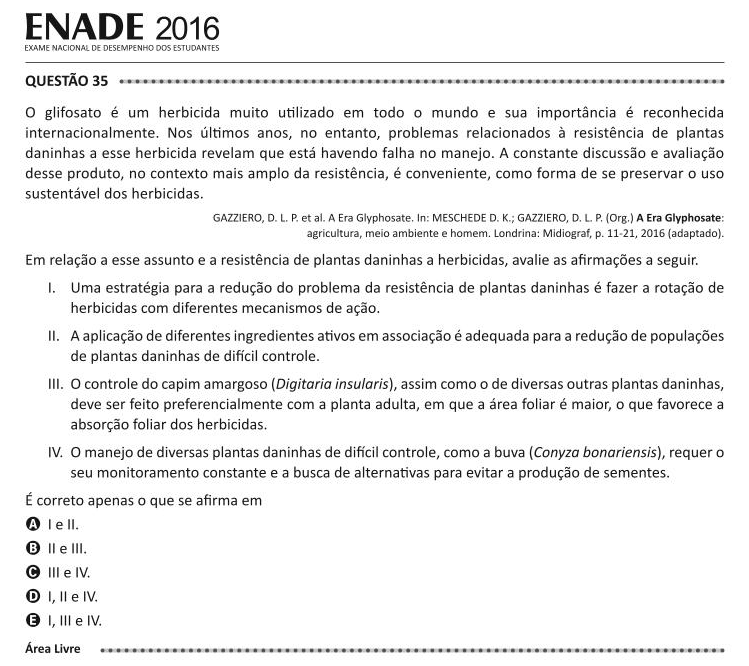 ENADE 2016
EXAME NACIONAL DE DESEMPENHO DOS ESTUDANTES
QUESTÃO 35
O glifosato é um herbicida muito utilizado em todo o mundo e sua importância é reconhecida
internacionalmente. Nos últimos anos, no entanto, problemas relacionados à resistência de plantas
daninhas a esse herbicida revelam que está havendo falha no manejo. A constante discussão e avaliação
desse produto, no contexto mais amplo da resistência, é conveniente, como forma de se preservar o uso
sustentável dos herbicidas.
GAZZIERO, D. L. P. et al. A Era Glyphosate. In: MESCHEDE D. K.; GAZZIERO, D. L. P. (Org.) A Era Glyphosate:
agricultura, meio ambiente e homem. Londrina: Midiograf, p. 11-21, 2016 (adaptado).
Em relação a esse assunto e a resistência de plantas daninhas a herbicidas, avalie as afirmações a seguir.
I. Uma estratégia para a redução do problema da resistência de plantas daninhas é fazer a rotação de
herbicidas com diferentes mecanismos de ação.
II. A aplicação de diferentes ingredientes ativos em associação é adequada para a redução de populações
de plantas daninhas de difícil controle.
III. O controle do capim amargoso (Digitaria insularis), assim como o de diversas outras plantas daninhas,
deve ser feito preferencialmente com a planta adulta, em que a área foliar é maior, o que favorece a
absorção foliar dos herbicidas.
IV. O manejo de diversas plantas daninhas de difícil controle, como a buva (Conyza bonariensis), requer o
seu monitoramento constante e a busca de alternativas para evitar a produção de sementes.
É correto apenas o que se afirma em
A I e II.
B II e III.
C III e IV.
D I, II e IV.
E I, III e IV.
Área Livre